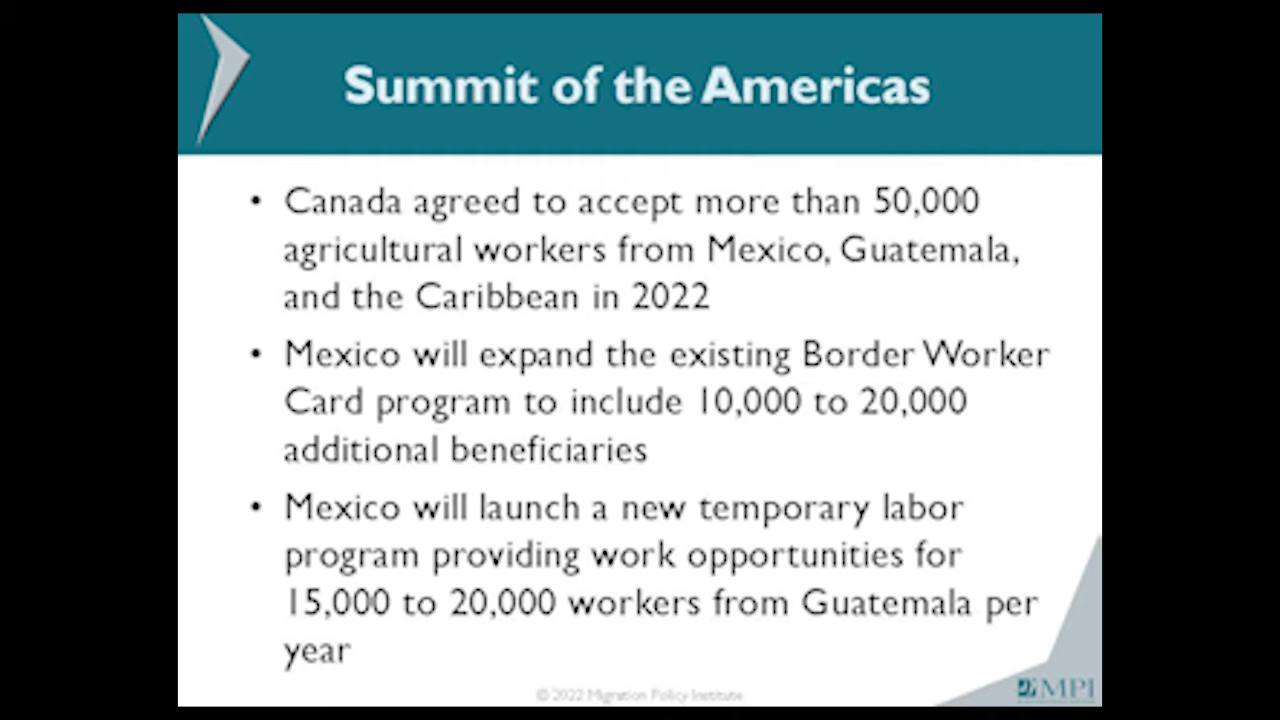 Summit of the Americas
• Canada agreed to accept more than 50,000
agricultural workers from Mexico, Guatemala,
and the Caribbean in 2022
• Mexico will expand the existing Border Worker
Card program to include 10,000 to 20,000
additional beneficiaries
• Mexico will launch a new temporary labor
program providing work opportunities for
15,000 to 20,000 workers from Guatemala per
year
© 2022 Migration Policy Institute
MPI